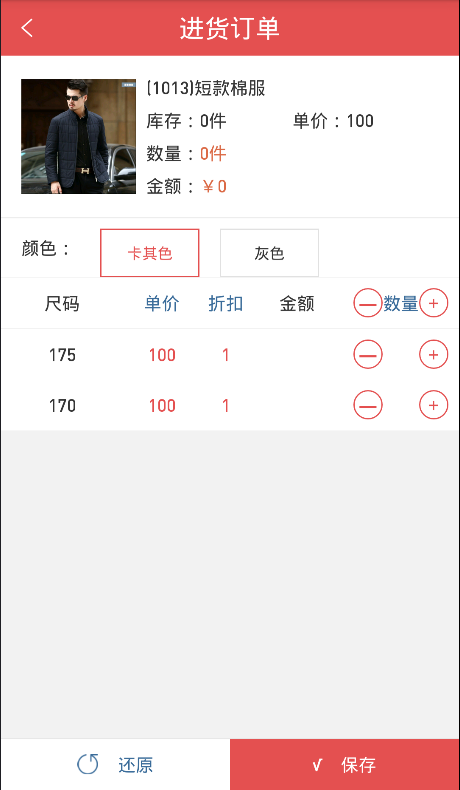 进货订单
(1013)短款棉服
库存：0件 单价：100
数量：0件
金额：￥0
颜色： 卡其色 灰色
尺码 单价 折扣 金额 — 数量 +
175 100 1 — +
170 100 1 — +
还原 √ 保存